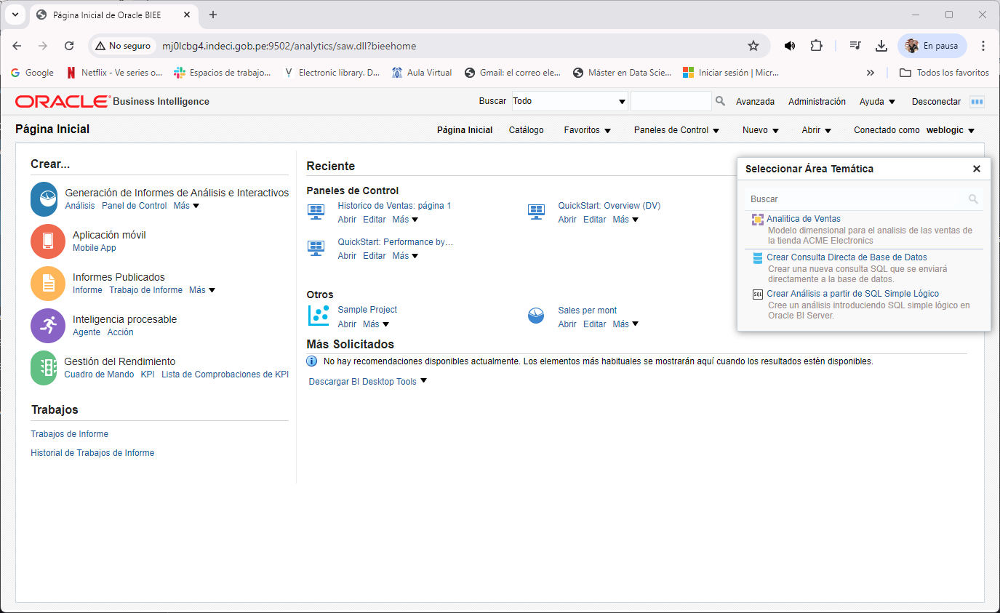 Página Inicial de Oracle BIEE
No seguro mj0lcbg4.indeci.gob.pe:9502/analytics/saw.dll?bieehome En pausa
Google Netflix - Ve series o... Espacios de trabajo... Electronic library. D... Aula Virtual Gmail: el correo ele... Máster en Data Scie... Iniciar sesión | Micr... Todos los favoritos
ORACLE Business Intelligence Buscar Todo Avanzada Administración Ayuda Desconectar
Página Inicial Página Inicial Catálogo Favoritos Paneles de Control Nuevo Abrir Conectado como weblogic
Crear...
Generación de Informes de Análisis e Interactivos
Análisis Panel de Control Más
Aplicación móvil
Mobile App
Informes Publicados
Informe Trabajo de Informe Más
Inteligencia procesable
Agente Acción
Gestión del Rendimiento
Cuadro de Mando KPI Lista de Comprobaciones de KPI
Trabajos
Trabajos de Informe
Historial de Trabajos de Informe
Reciente
Paneles de Control
Historico de Ventas: página 1
Abrir Editar Más
QuickStart: Overview (DV)
Abrir Editar Más
QuickStart: Performance by...
Abrir Editar Más
Otros
Sample Project
Abrir Más
Sales per mont
Abrir Editar Más
Más Solicitados
No hay recomendaciones disponibles actualmente. Los elementos más habituales se mostrarán aquí cuando los resultados estén disponibles.
Descargar BI Desktop Tools
Seleccionar Área Temática
Buscar
Analitica de Ventas
Modelo dimensional para el analisis de las ventas de
la tienda ACME Electronics
Crear Consulta Directa de Base de Datos
Crear una nueva consulta SQL que se enviará
directamente a la base de datos.
SQL Crear Análisis a partir de SQL Simple Lógico
Cree un análisis introduciendo SQL simple lógico en
Oracle BI Server.